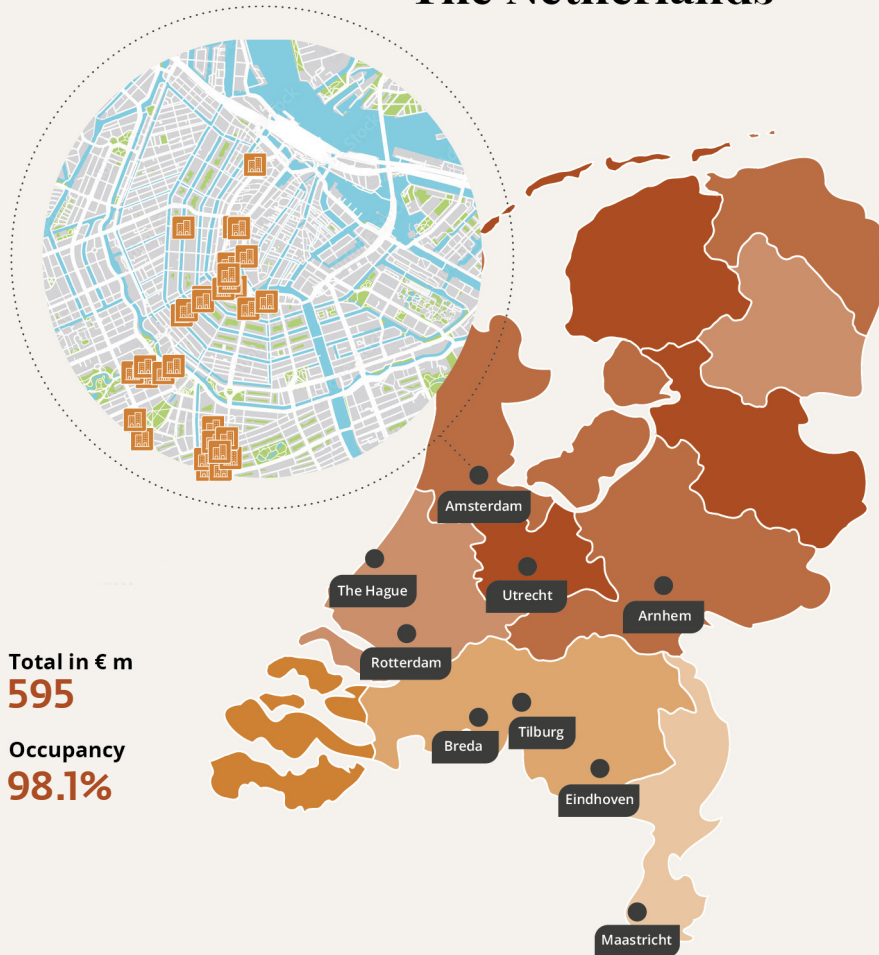 The Netherlands
Amsterdam
The Hague
Utrecht
Arnhem
Rotterdam
Total in € m
595
Tilburg
Breda
Occupancy
98.1%
Eindhoven
Maastricht